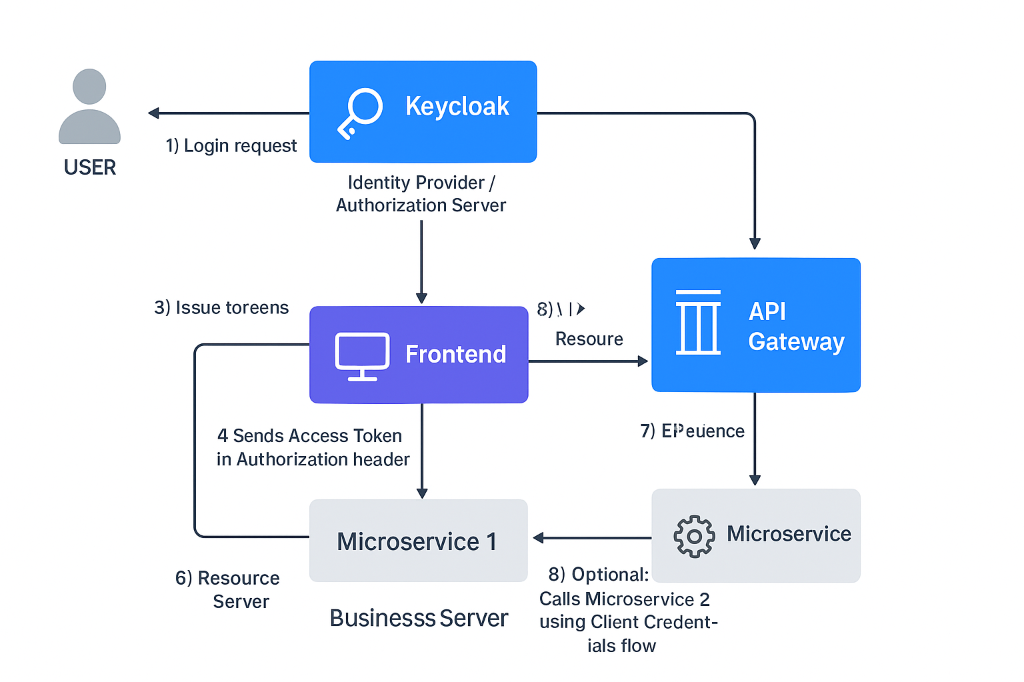 Keycloak
1) Login request
USER
Identity Provider /
Authorization Server
3) Issue toreens
8)
Resoure
Frontend
API
Gateway
4 Sends Access Token
in Authorization header
7)
Microservice 1
Microservice
6) Resource
Server
8) Optional:
Calls Microservice 2
using Client Credent-
ials flow
Businesss Server